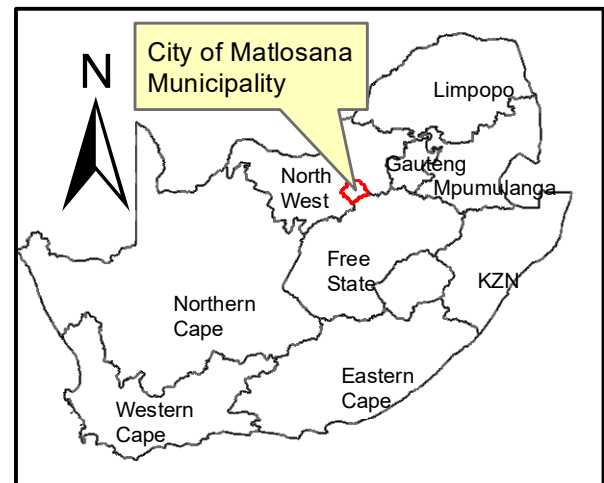 City of Matlosana
Municipality
N
Limpopo
Gauteng
North
West
Mpumulanga
Free
State
KZN
Northern
Cape
Eastern
Cape
Western
Cape